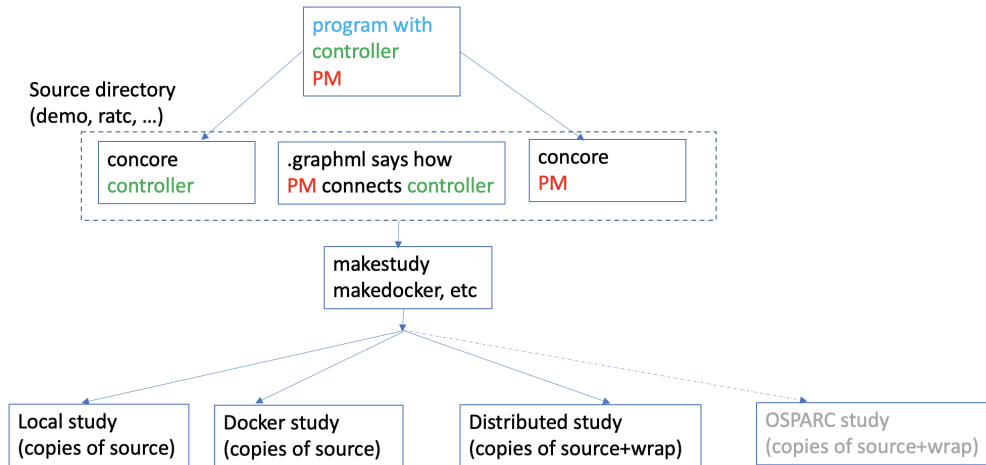 program with
controller
PM
Source directory
(demo, ratc, ...)
concore
controller
.graphml says how
PM connects controller
concore
PM
makestudy
makedocker, etc
Local study
(copies of source)
Docker study
(copies of source)
Distributed study
(copies of source+wrap)
OSPARC study
(copies of source+wrap)